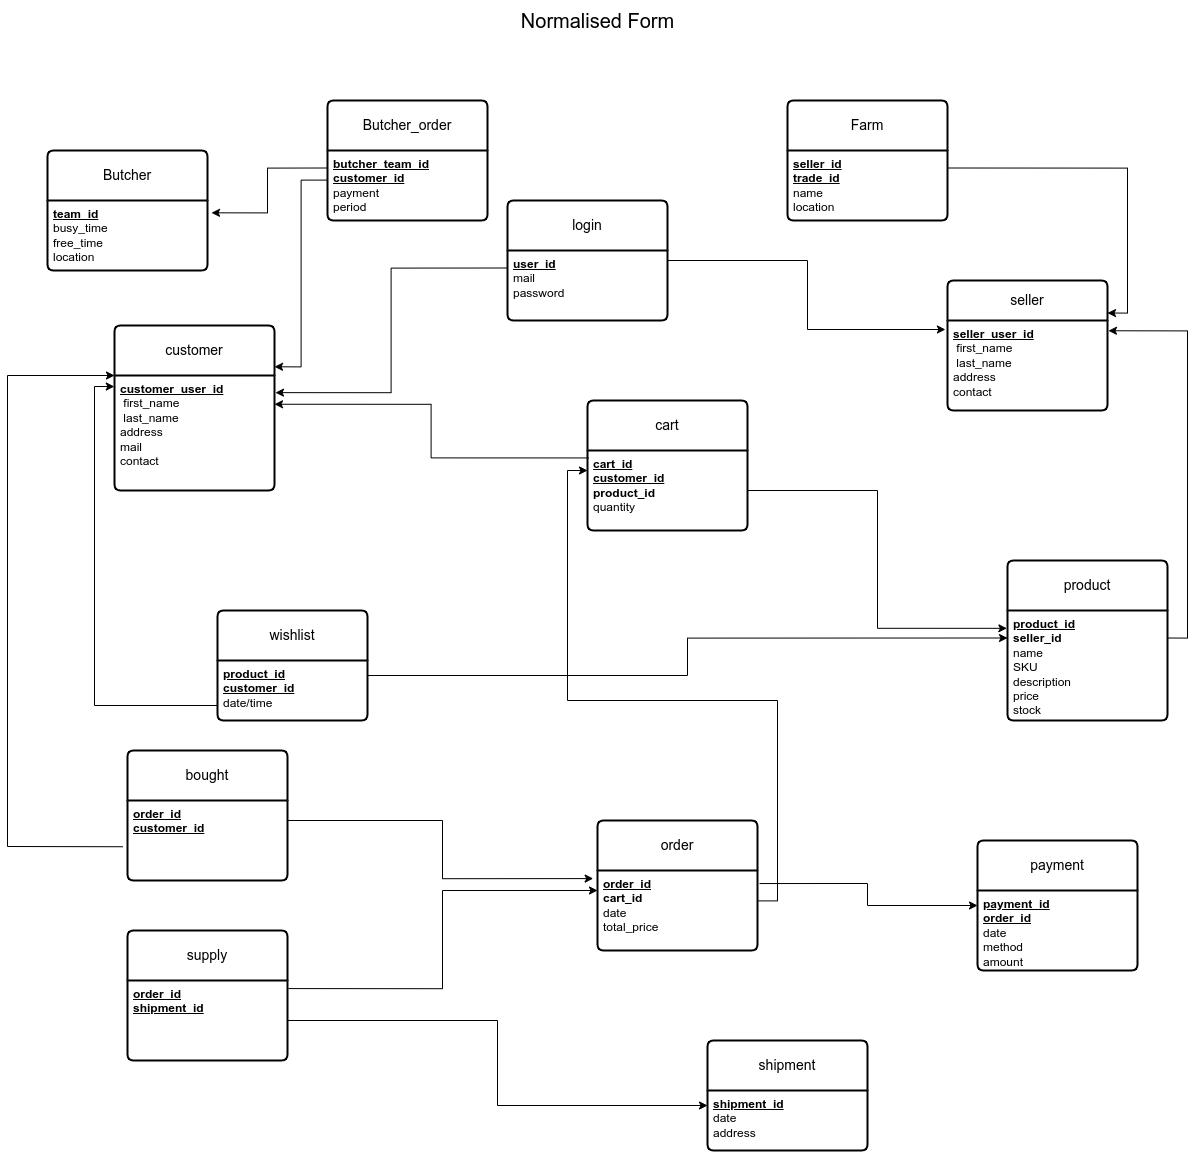 Normalised Form
Butcher_order
butcher_team_id
customer_id
payment
period
Farm
seller_id
trade_id
name
location
Butcher
team_id
busy_time
free_time
location
login
user_id
mail
password
seller
seller_user_id
first_name
last_name
address
contact
customer
customer_user_id
first_name
last_name
address
mail
contact
cart
cart_id
customer_id
product_id
quantity
product
product_id
seller_id
name
SKU
description
price
stock
wishlist
product_id
customer_id
date/time
bought
order_id
customer_id
order
order_id
cart_id
date
total_price
payment
payment_id
order_id
date
method
amount
supply
order_id
shipment_id
shipment
shipment_id
date
address